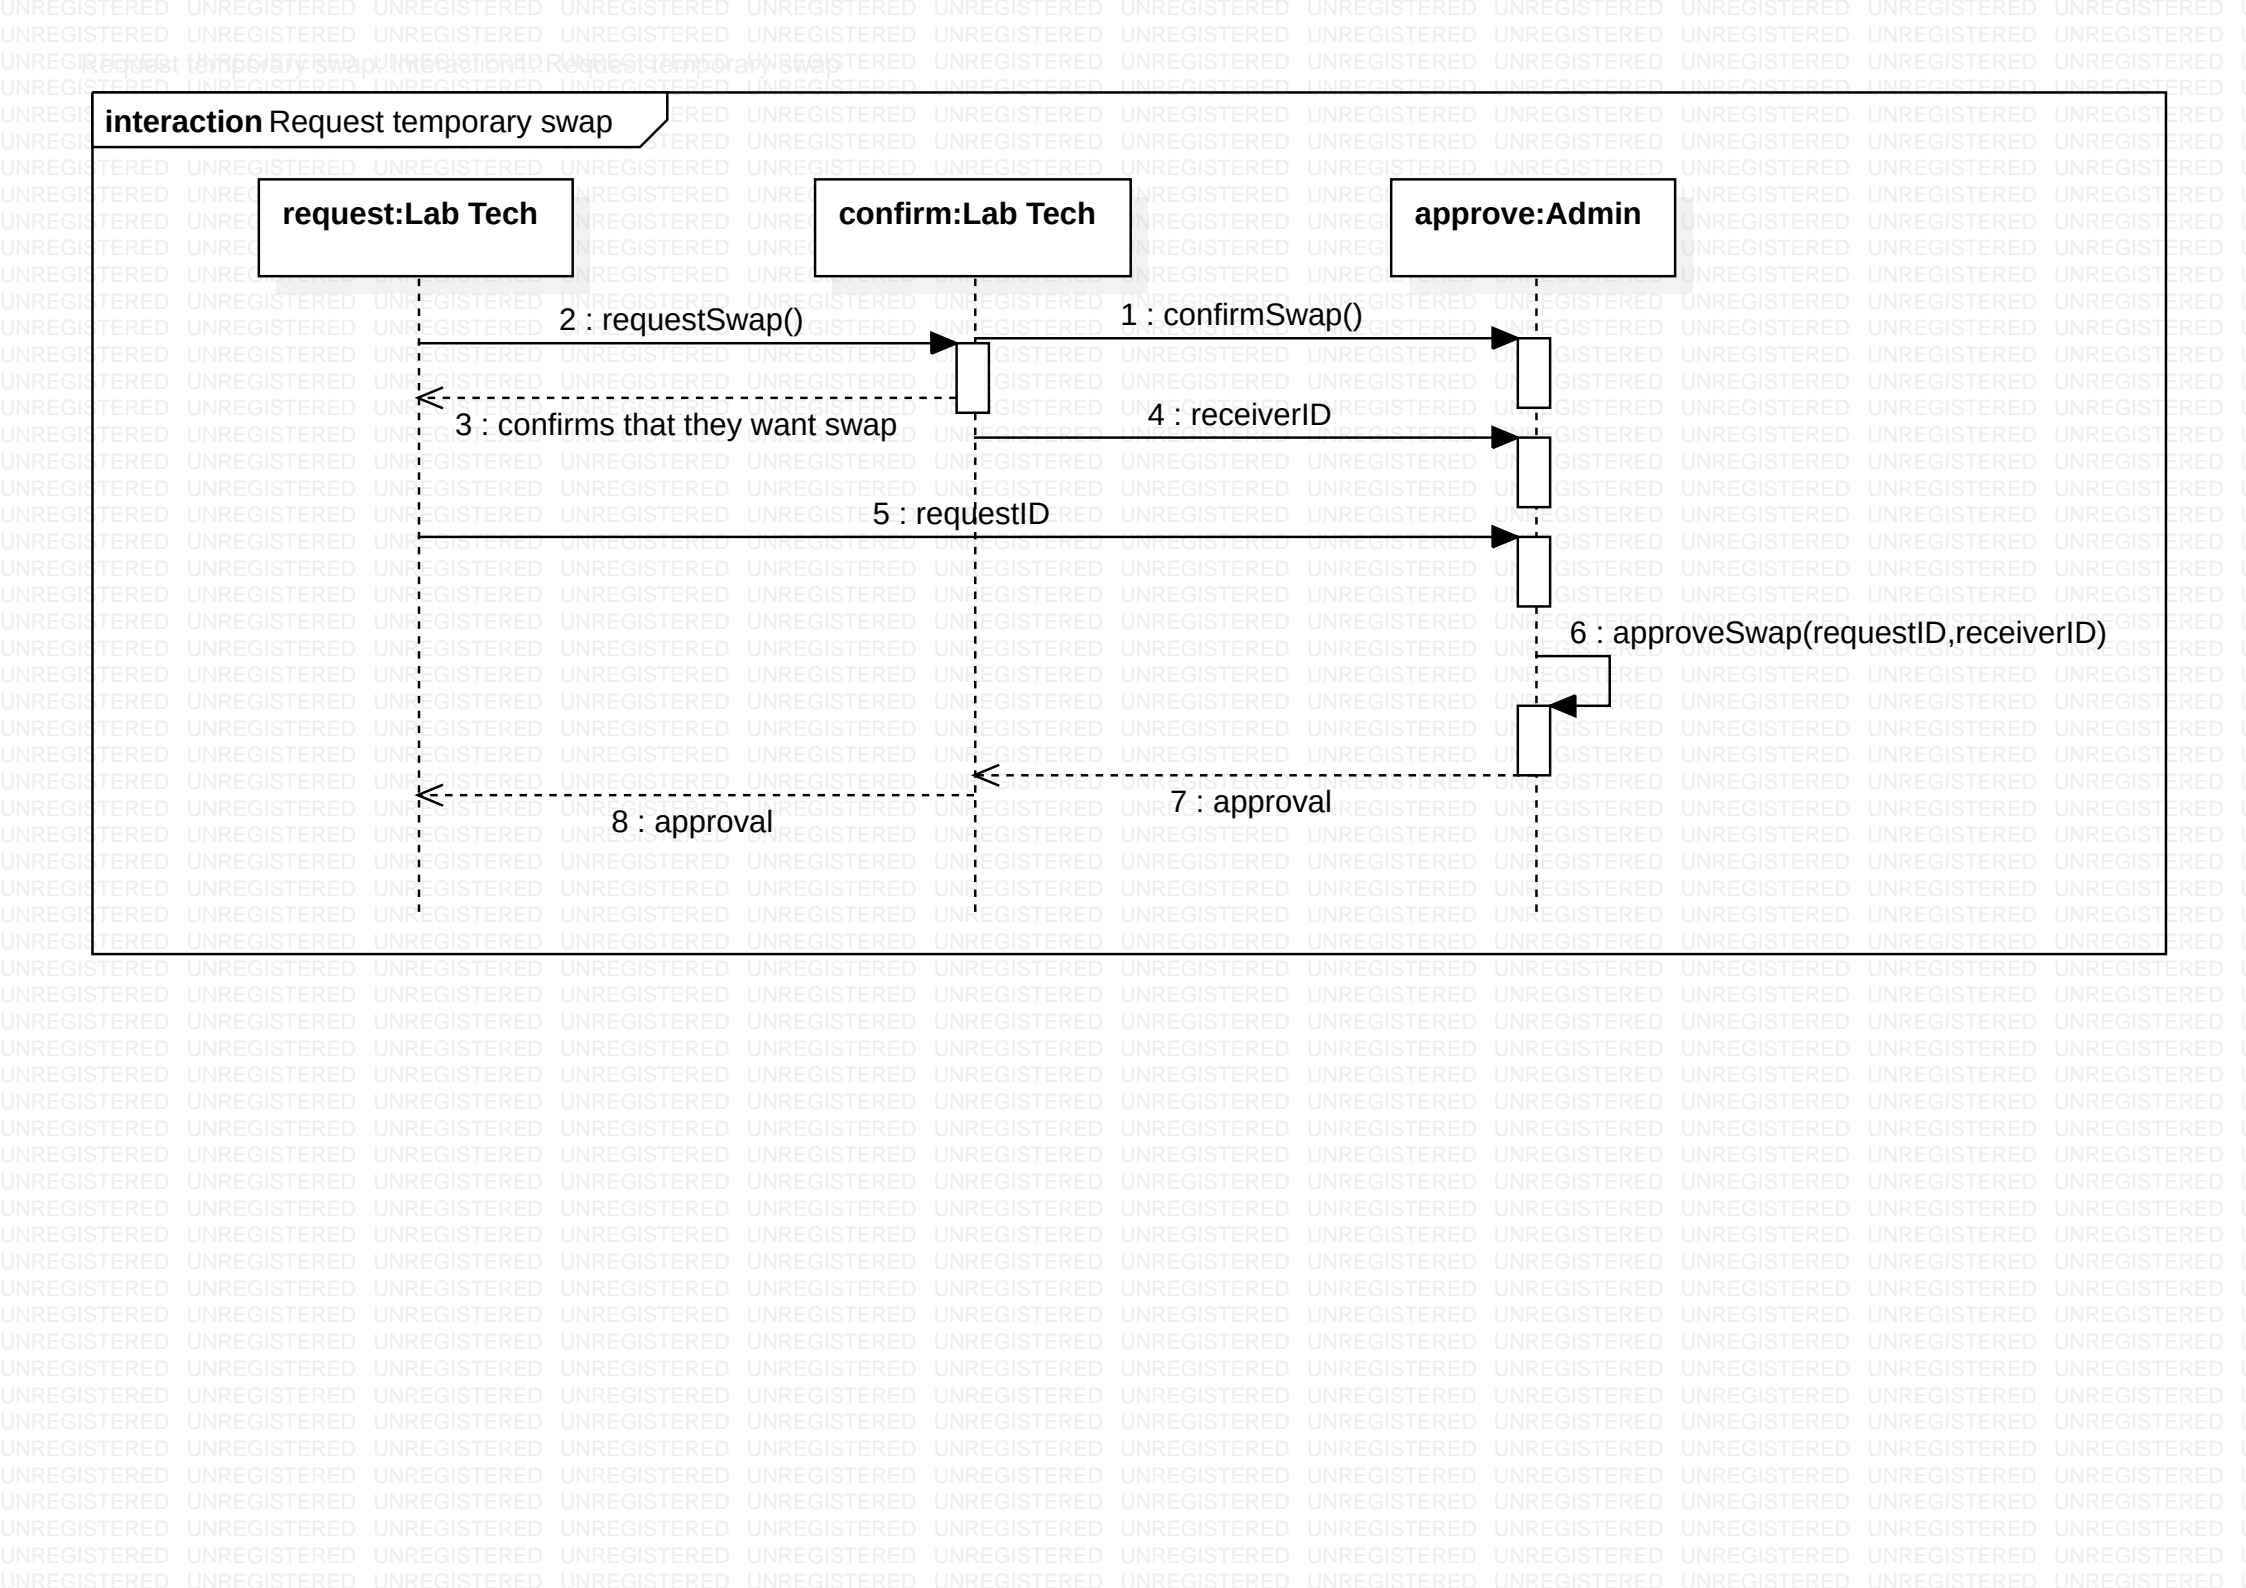 Request temporary swap::Interaction1::Request temporary swap
interaction Request temporary swap
request:Lab Tech
confirm:Lab Tech
approve:Admin
2 : requestSwap()
1 : confirmSwap()
3 : confirms that they want swap
4 : receiverID
5 : requestID
6 : approveSwap(requestID,receiverID)
7 : approval
8 : approval
UNREGISTERED